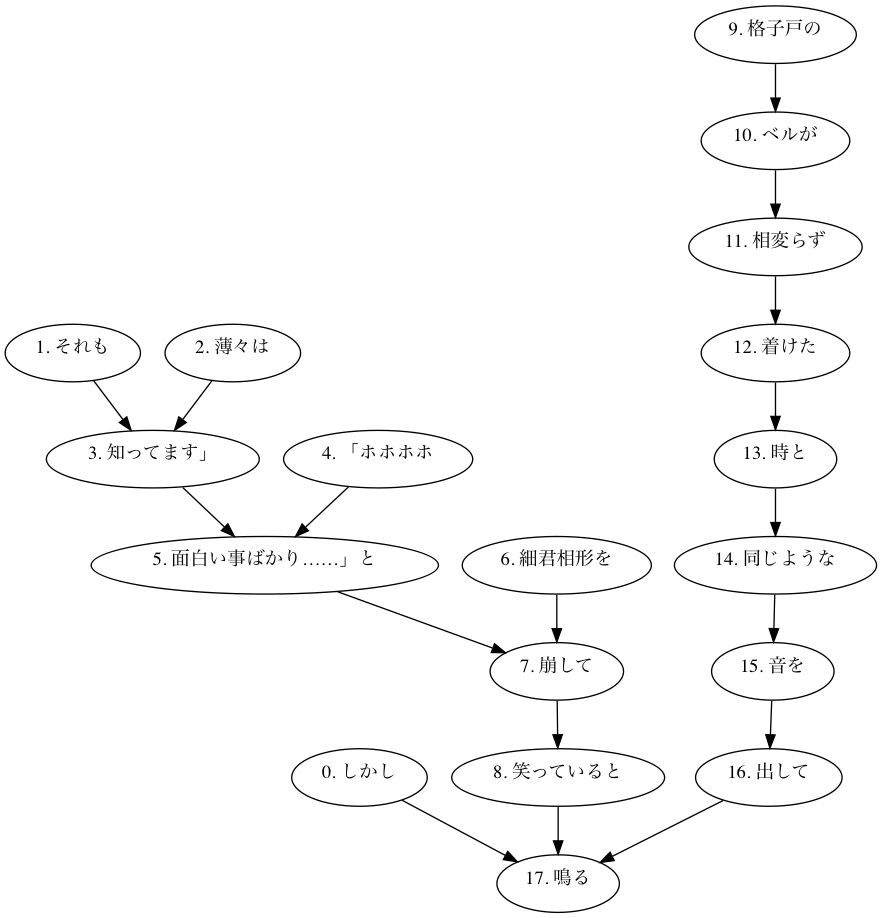 9. 格子戸の
10. ベルが
11. 相変らず
1. それも
2. 薄々は
12. 着けた
3. 知ってます」
4. 「ホホホホ
13. 時と
5. 面白い事ばかり……」と
6. 細君相形を
14. 同じような
7. 崩して
15. 音を
0. しかし
8. 笑っていると
16. 出して
17. 鳴る